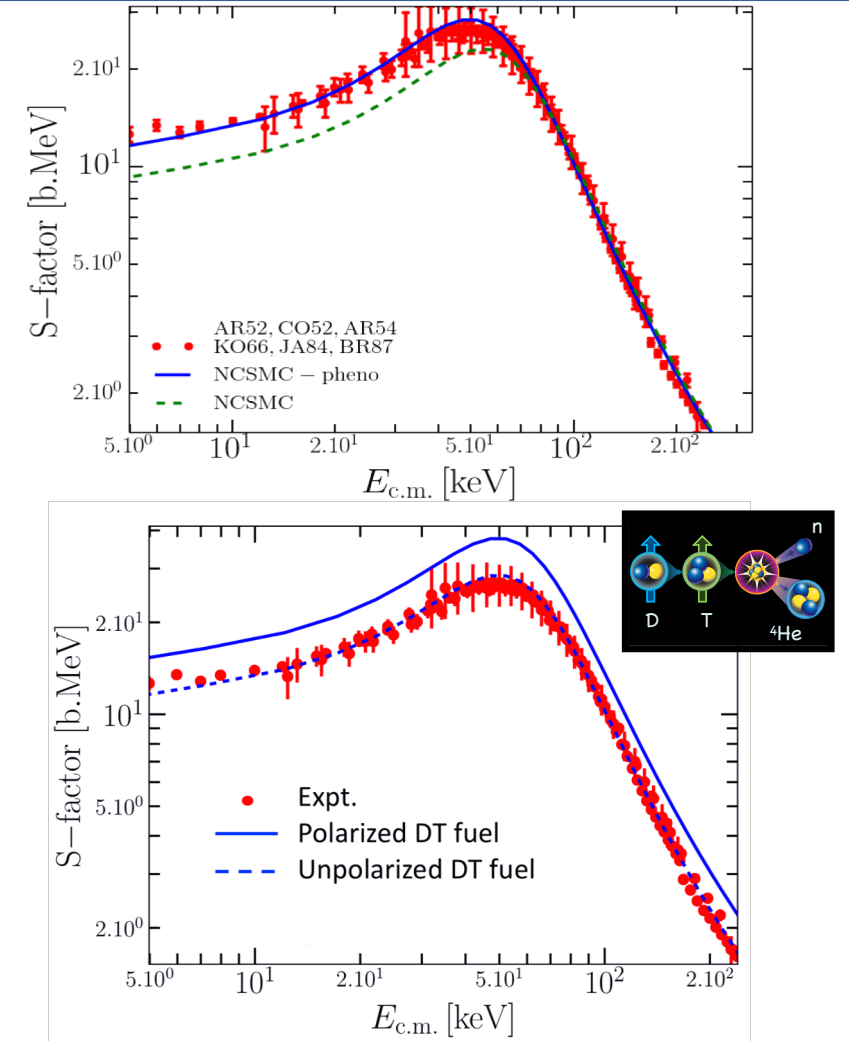 S−factor [b.MeV]
2.10¹
10¹
5.10⁰
2.10⁰
AR52, CO52, AR54
KO66, JA84, BR87
NCSMC − pheno
NCSMC
5.10⁰ 10¹ 2.10¹ 5.10¹ 10² 2.10²
E_c.m. [keV]
n
D T
⁴He
S−factor [b.MeV]
2.10¹
10¹
5.10⁰
2.10⁰
Expt.
Polarized DT fuel
Unpolarized DT fuel
5.10⁰ 10¹ 2.10¹ 5.10¹ 10² 2.10²
E_c.m. [keV]